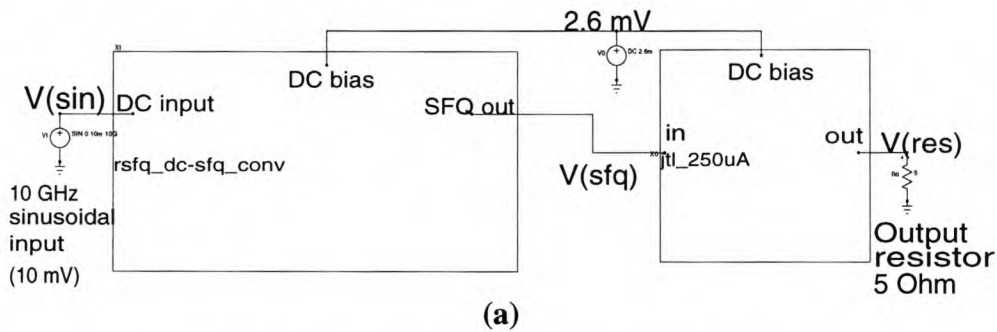 2.6 mV
X1
V0
DC 2.6m
DC bias
DC bias
V(sin)
DC input
SFQ out
V1
SIN 0 10m 10G
in
out
V(res)
rsfq_dc-sfq_conv
X0
jtl_250uA
V(sfq)
R0
5
10 GHz
sinusoidal
input
(10 mV)
Output
resistor
5 Ohm
(a)